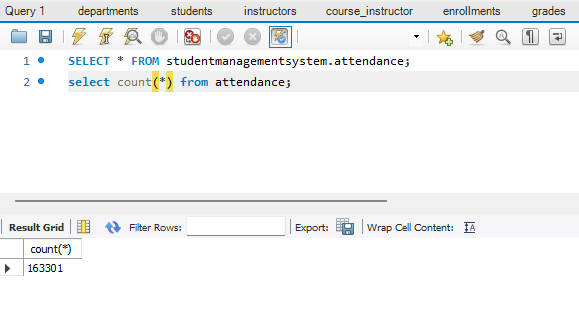 Query 1 departments students instructors course_instructor enrollments grades
1 SELECT * FROM studentmanagementsystem.attendance;
2 select count(*) from attendance;
Result Grid Filter Rows: Export: Wrap Cell Content: IA
count(*)
163301